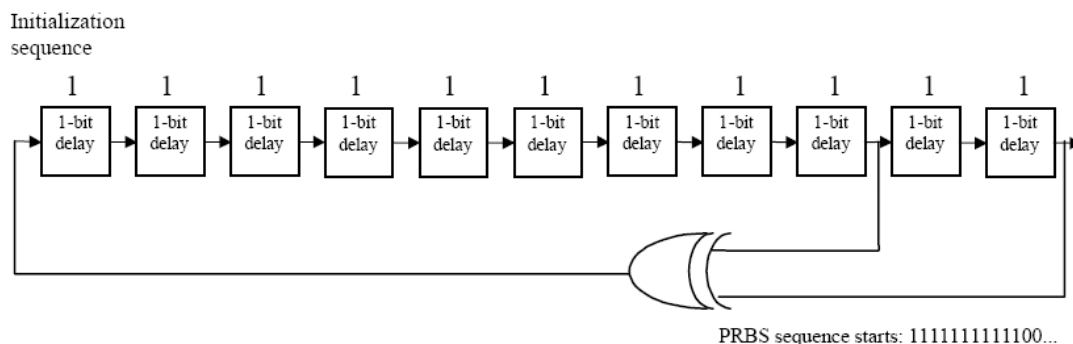 Initialization
sequence
1 1 1 1 1 1 1 1 1 1 1
1-bit 1-bit 1-bit 1-bit 1-bit 1-bit 1-bit 1-bit 1-bit 1-bit 1-bit
delay delay delay delay delay delay delay delay delay delay delay
PRBS sequence starts: 1111111111100...